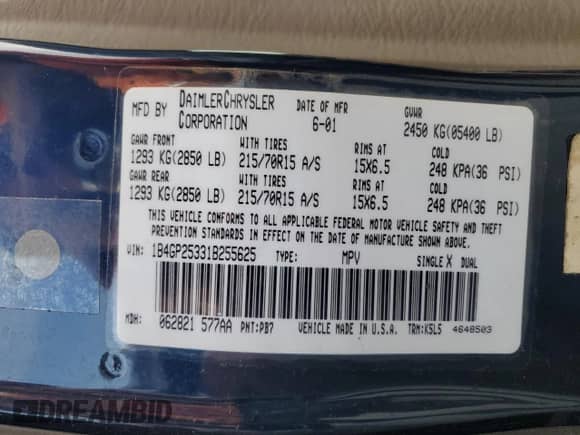 MFD BY DAIMLERCHRYSLER CORPORATION DATE OF MFR 6-01 GVWR 2450 KG(05400 LB)
GAWR FRONT WITH TIRES RIMS AT COLD
1293 KG(2850 LB) 215/70R15 A/S 15X6.5 248 KPA(36 PSI)
GAWR REAR WITH TIRES RIMS AT COLD
1293 KG(2850 LB) 215/70R15 A/S 15X6.5 248 KPA(36 PSI)
THIS VEHICLE CONFORMS TO ALL APPLICABLE FEDERAL MOTOR VEHICLE SAFETY AND THEFT
PREVENTION STANDARDS IN EFFECT ON THE DATE OF MANUFACTURE SHOWN ABOVE.
VIN: 1B4GP25331B255625 TYPE: MPV SINGLE X DUAL
MDH: 062821 577AA PNT:PB7 VEHICLE MADE IN U.S.A. TRM:K5L5 4648503
DREAMBID